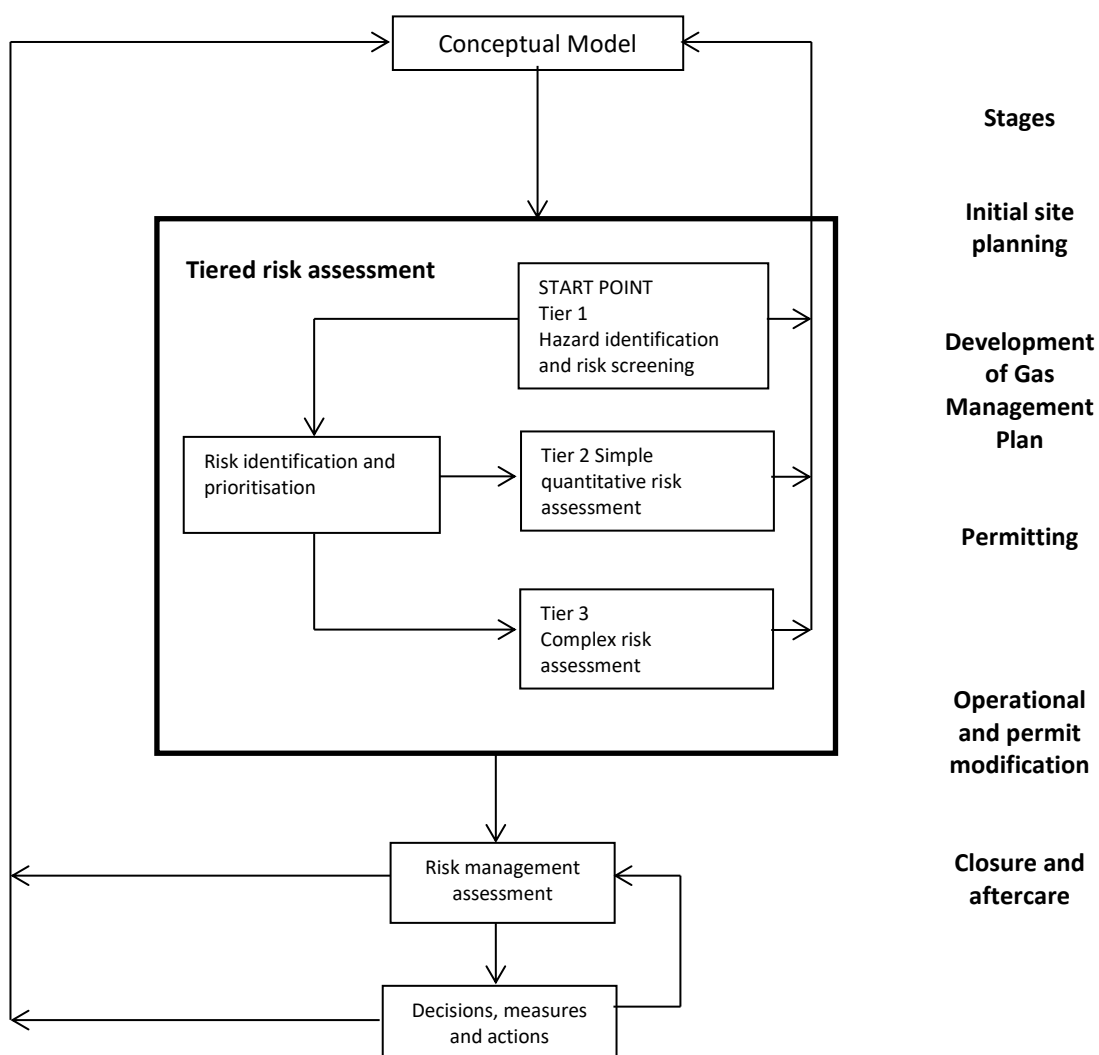 Conceptual Model
Stages
Initial site
planning
Tiered risk assessment
START POINT
Tier 1
Hazard identification
and risk screening
Development
of Gas
Management
Plan
Risk identification and
prioritisation
Tier 2 Simple
quantitative risk
assessment
Permitting
Tier 3
Complex risk
assessment
Operational
and permit
modification
Risk management
assessment
Closure and
aftercare
Decisions, measures
and actions